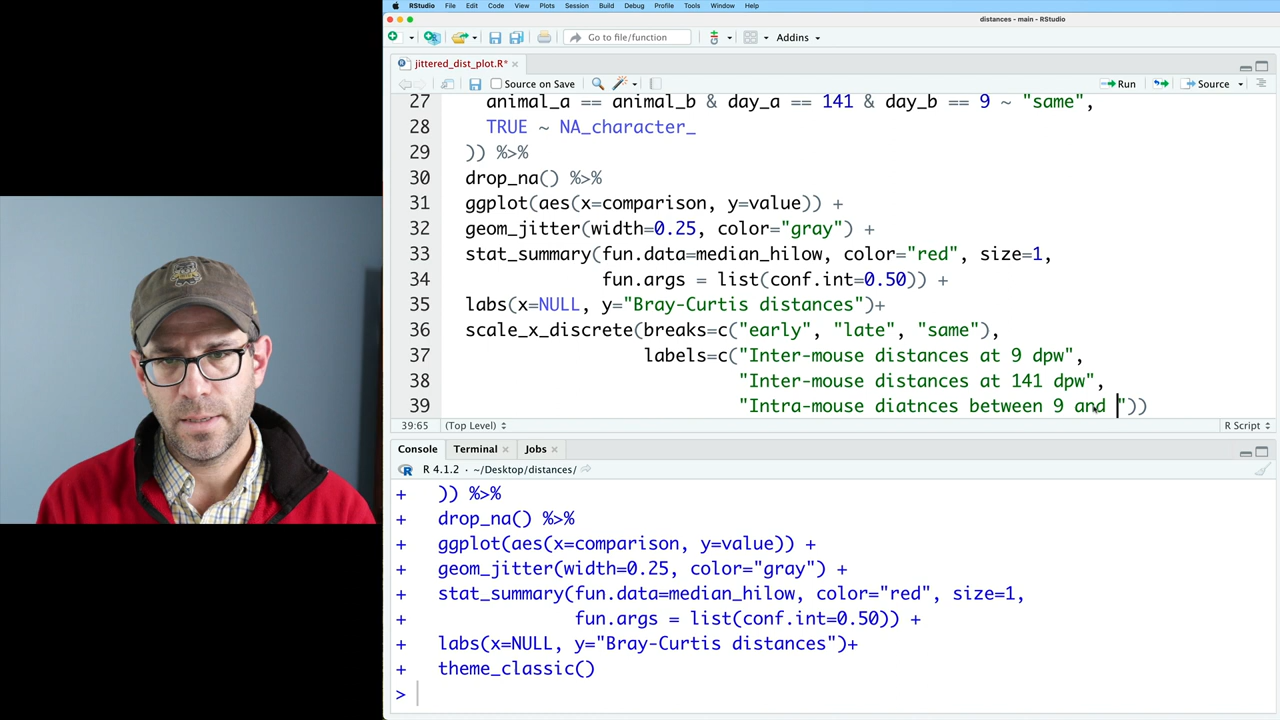 RStudio File Edit Code View Plots Session Build Debug Profile Tools Window Help
distances - main - RStudio
Go to file/function Addins
jittered_dist_plot.R*
Source on Save Run Source
27 animal_a == animal_b & day_a == 141 & day_b == 9 ~ "same",
28 TRUE ~ NA_character_
29 )) %>%
30 drop_na() %>%
31 ggplot(aes(x=comparison, y=value)) +
32 geom_jitter(width=0.25, color="gray") +
33 stat_summary(fun.data=median_hilow, color="red", size=1,
34 fun.args = list(conf.int=0.50)) +
35 labs(x=NULL, y="Bray-Curtis distances")+
36 scale_x_discrete(breaks=c("early", "late", "same"),
37 labels=c("Inter-mouse distances at 9 dpw",
38 "Inter-mouse distances at 141 dpw",
39 "Intra-mouse diatnces between 9 and "))
39:65 (Top Level) R Script
Console Terminal Jobs
R 4.1.2 · ~/Desktop/distances/
+ )) %>%
+ drop_na() %>%
+ ggplot(aes(x=comparison, y=value)) +
+ geom_jitter(width=0.25, color="gray") +
+ stat_summary(fun.data=median_hilow, color="red", size=1,
+ fun.args = list(conf.int=0.50)) +
+ labs(x=NULL, y="Bray-Curtis distances")+
+ theme_classic()
>